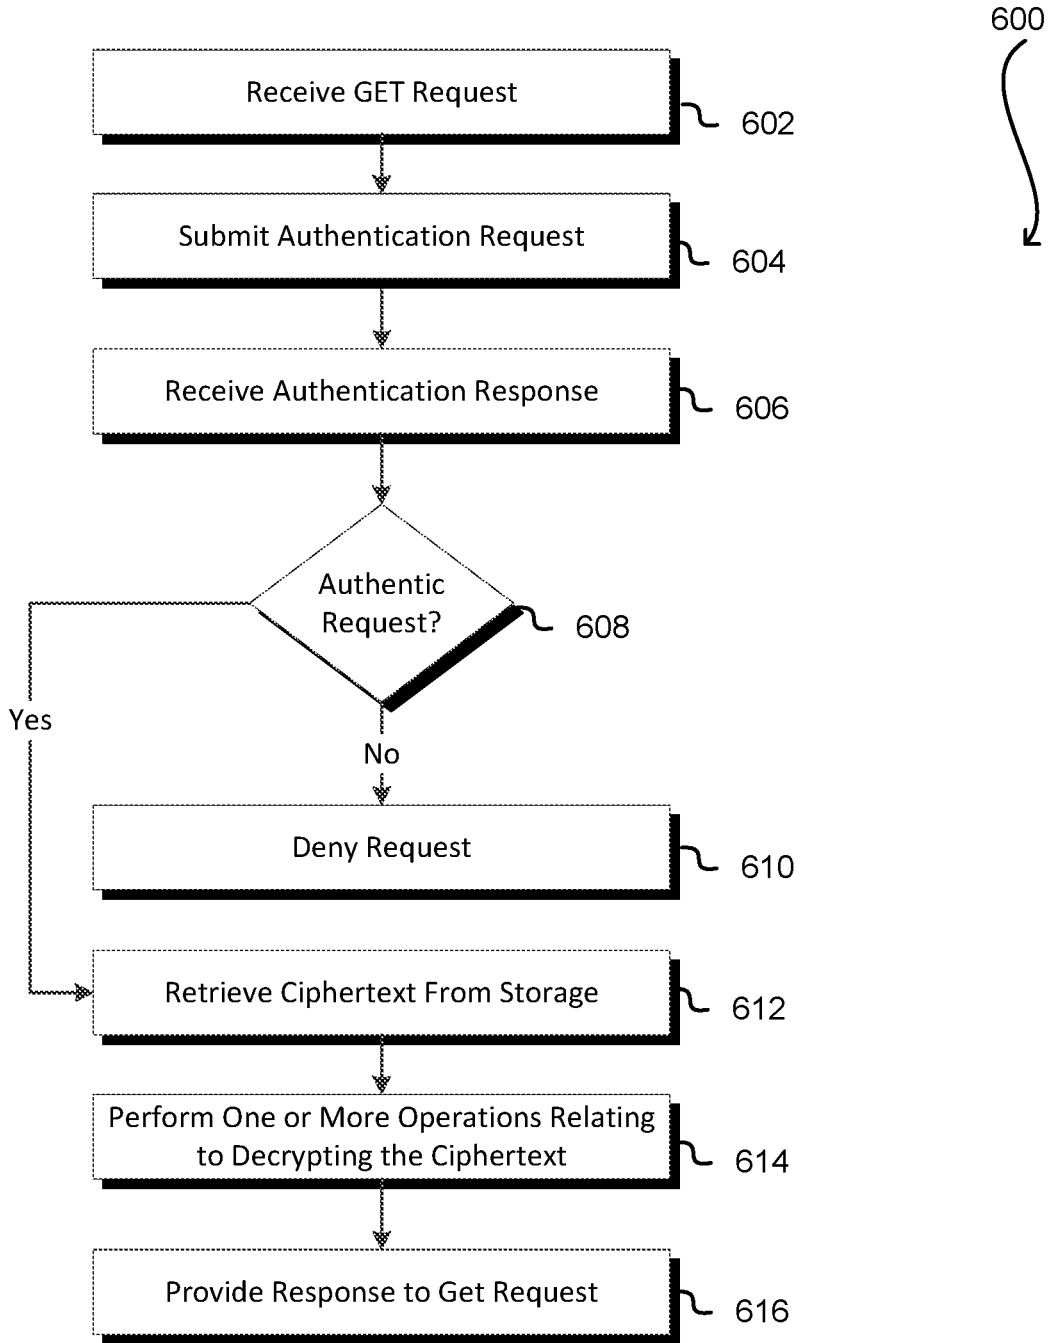 600
Receive GET Request
602
Submit Authentication Request
604
Receive Authentication Response
606
Authentic
Request?
608
Yes
No
Deny Request
610
Retrieve Ciphertext From Storage
612
Perform One or More Operations Relating
to Decrypting the Ciphertext
614
Provide Response to Get Request
616